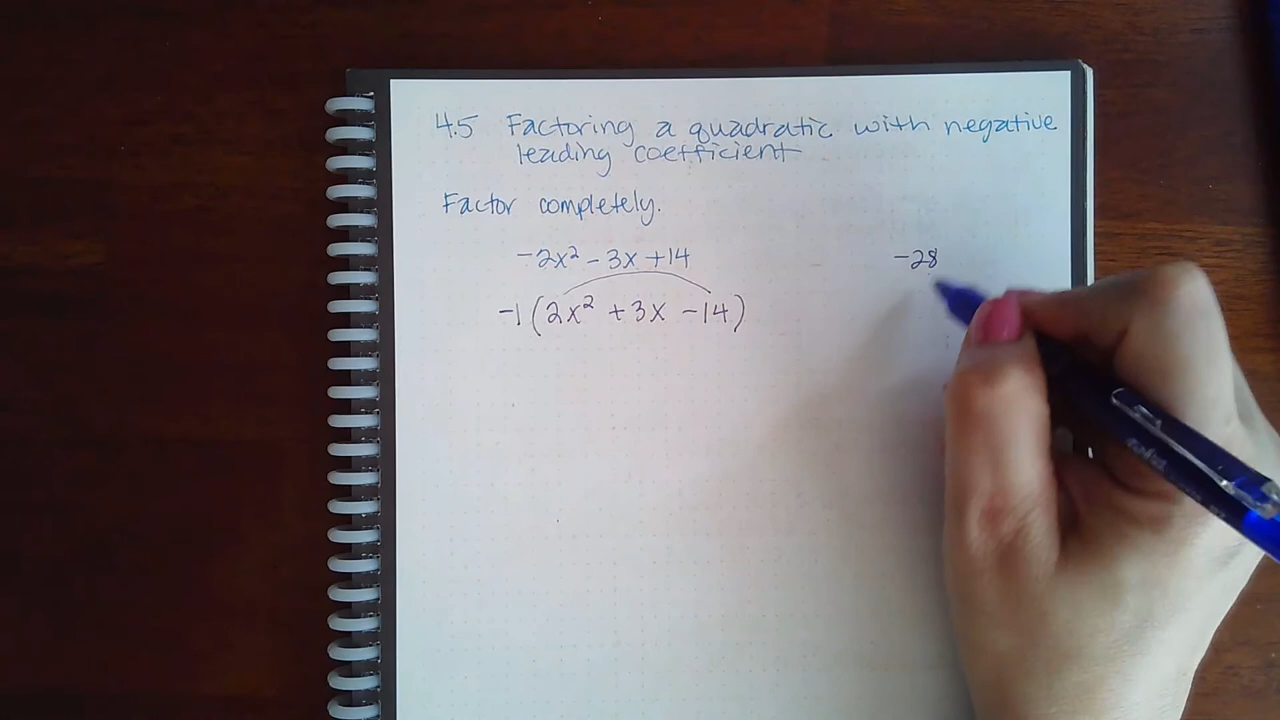 4.5 Factoring a quadratic with negative
leading coefficient
Factor completely.
-2x² - 3x + 14
-28
-1(2x² + 3x - 14)